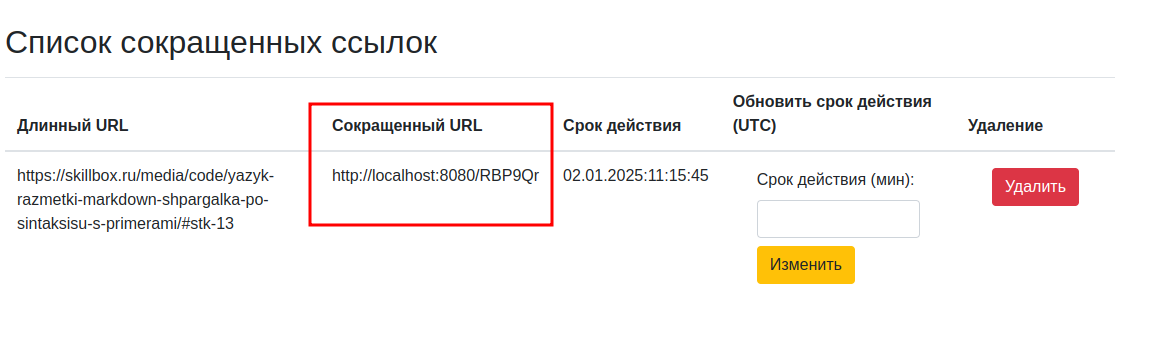 Список сокращенных ссылок
Длинный URL
Сокращенный URL
Срок действия
Обновить срок действия
(UTC)
Удаление
https://skillbox.ru/media/code/yazyk-
razmetki-markdown-shpargalka-po-
sintaksisu-s-primerami/#stk-13
http://localhost:8080/RBP9Qr
02.01.2025:11:15:45
Срок действия (мин):
Изменить
Удалить